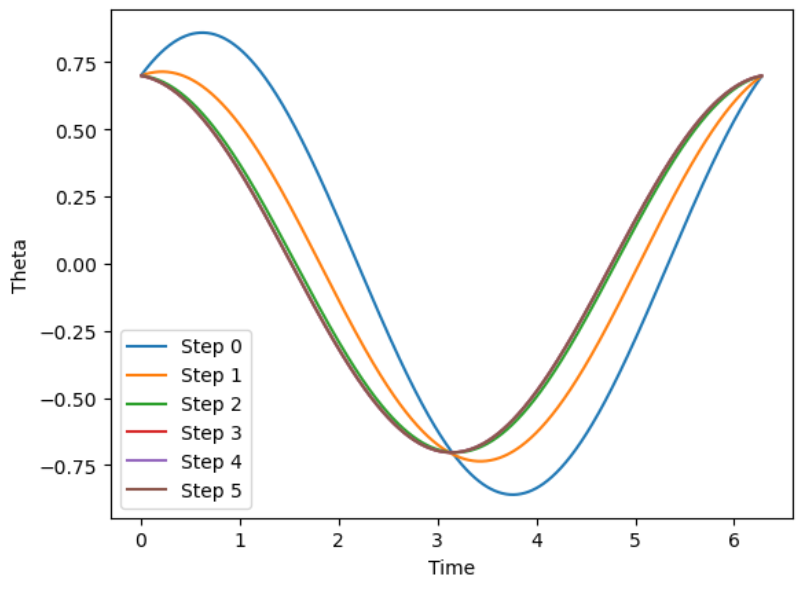 0.75
0.50
0.25
0.00
−0.25
−0.50
−0.75
Theta
Step 0
Step 1
Step 2
Step 3
Step 4
Step 5
0 1 2 3 4 5 6
Time